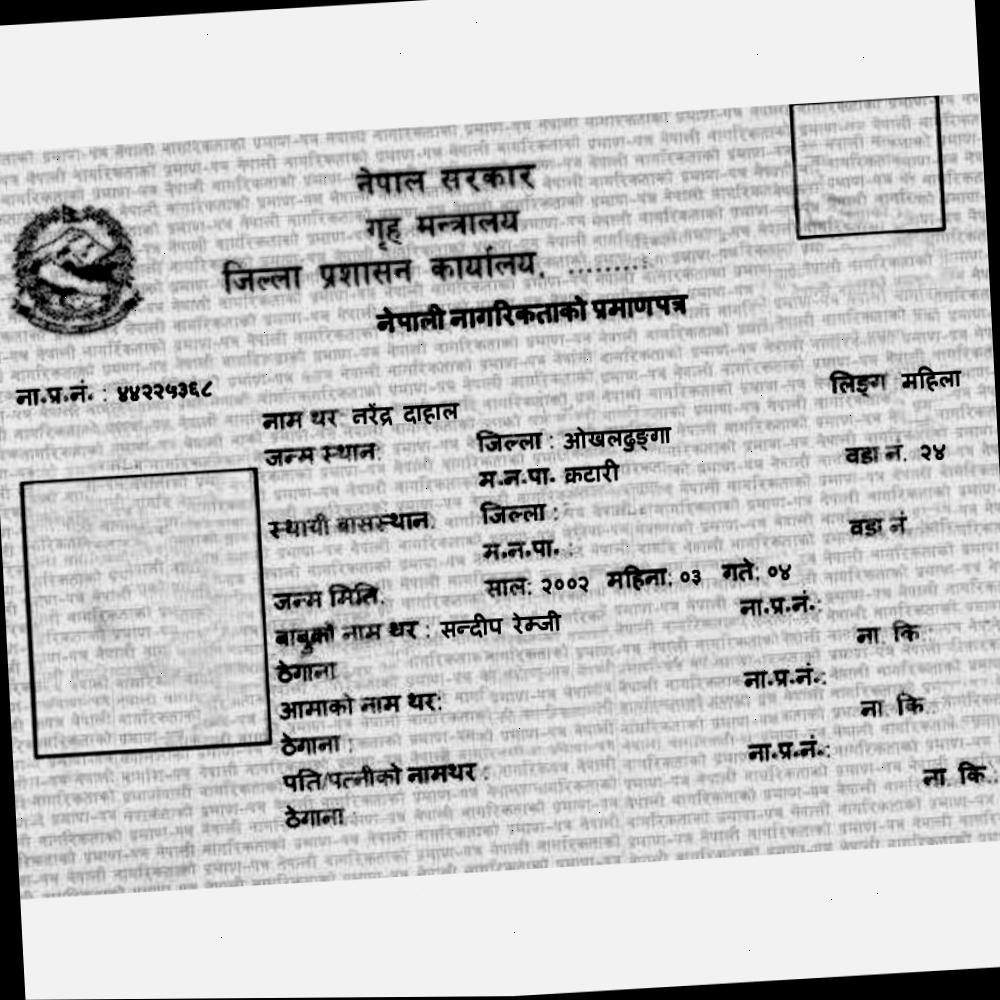 नेपाल सरकार
गृह मन्त्रालय
जिल्ला प्रशासन कार्यालय, .........
नेपाली नागरिकताको प्रमाणपत्र
ना.प्र.नं. : ४४२२५३६८ लिङ्ग महिला
नाम थर नरेंद्र दाहाल
जन्म स्थान: जिल्ला : ओखलढुङ्गा वडा नं. २४
म.न.पा. कटारी
स्थायी बासस्थान: जिल्ला : वडा नं
म.न.पा. :
जन्म मिति: साल: २००२ महिना: ०३ गते: ०४
बाबुको नाम थर : सन्दीप रेम्जी ना.प्र.नं.:
ठेगाना ना. कि.:
आमाको नाम थर: ना.प्र.नं.:
ठेगाना : ना. कि.:
पति/पत्नीको नामथर : ना.प्र.नं.:
ठेगाना : ना. कि.: